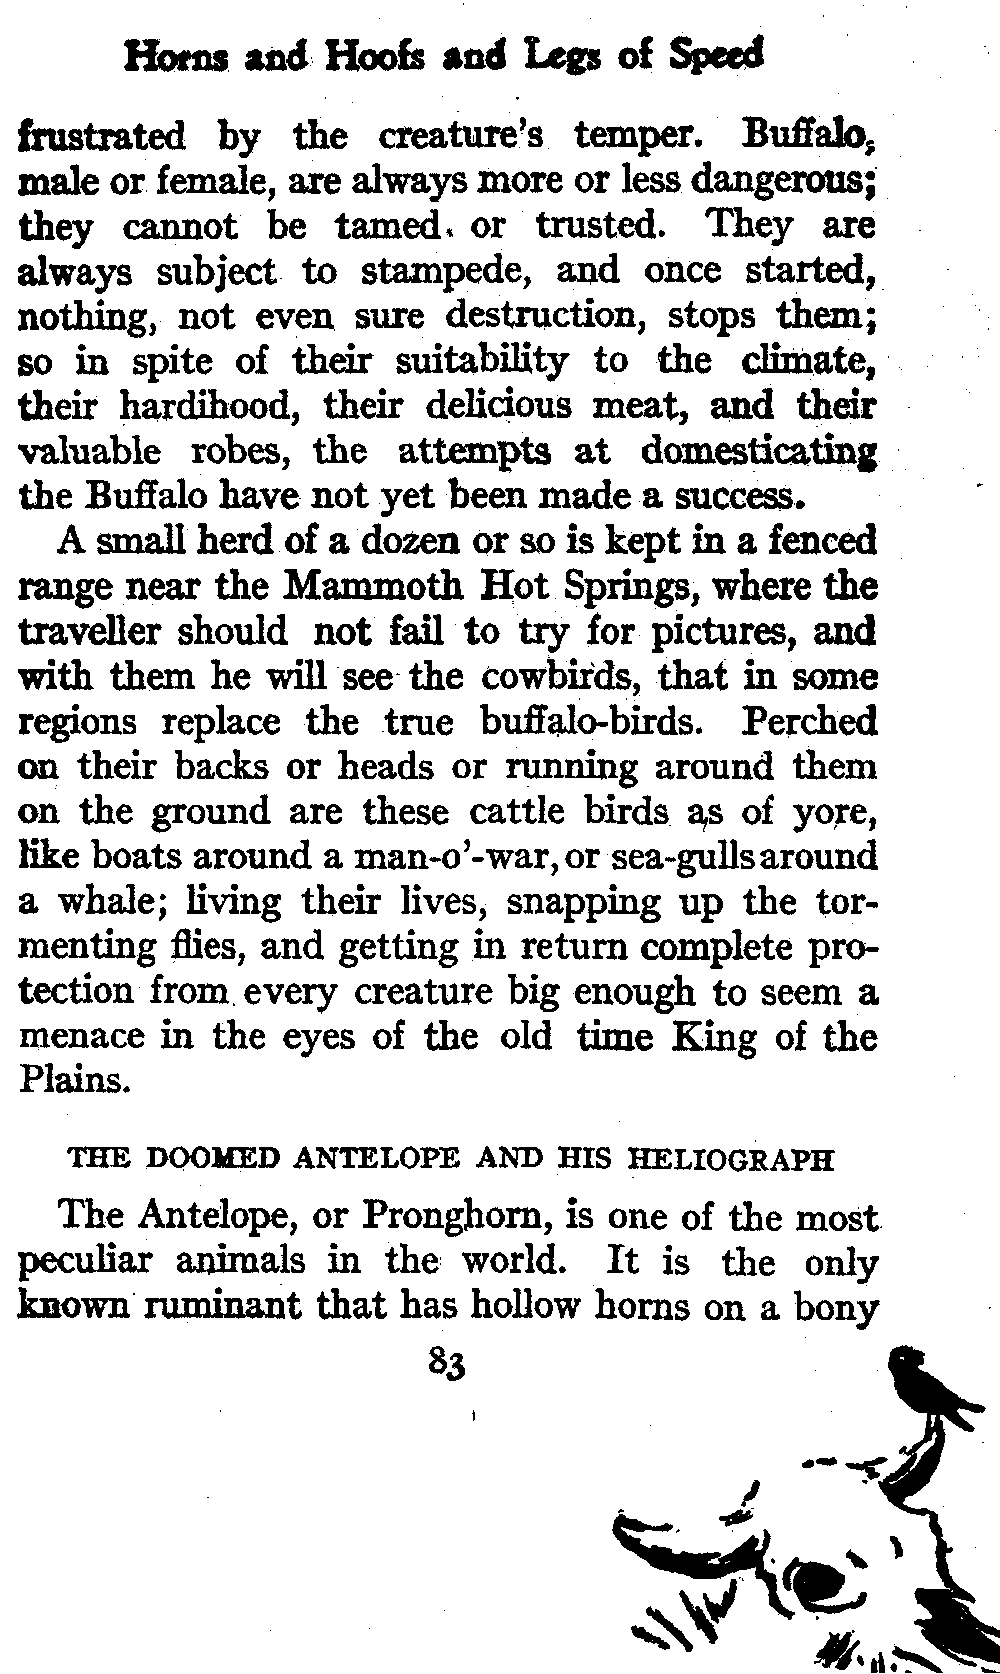 Horns and Hoofs and Legs of Speed
frustrated by the creature's temper. Buffalo,
male or female, are always more or less dangerous;
they cannot be tamed or trusted. They are
always subject to stampede, and once started,
nothing, not even sure destruction, stops them;
so in spite of their suitability to the climate,
their hardihood, their delicious meat, and their
valuable robes, the attempts at domesticating
the Buffalo have not yet been made a success.
A small herd of a dozen or so is kept in a fenced
range near the Mammoth Hot Springs, where the
traveller should not fail to try for pictures, and
with them he will see the cowbirds, that in some
regions replace the true buffalo-birds. Perched
on their backs or heads or running around them
on the ground are these cattle birds as of yore,
like boats around a man-o'-war, or sea-gulls around
a whale; living their lives, snapping up the tor-
menting flies, and getting in return complete pro-
tection from every creature big enough to seem a
menace in the eyes of the old time King of the
Plains.
THE DOOMED ANTELOPE AND HIS HELIOGRAPH
The Antelope, or Pronghorn, is one of the most
peculiar animals in the world. It is the only
known ruminant that has hollow horns on a bony
83